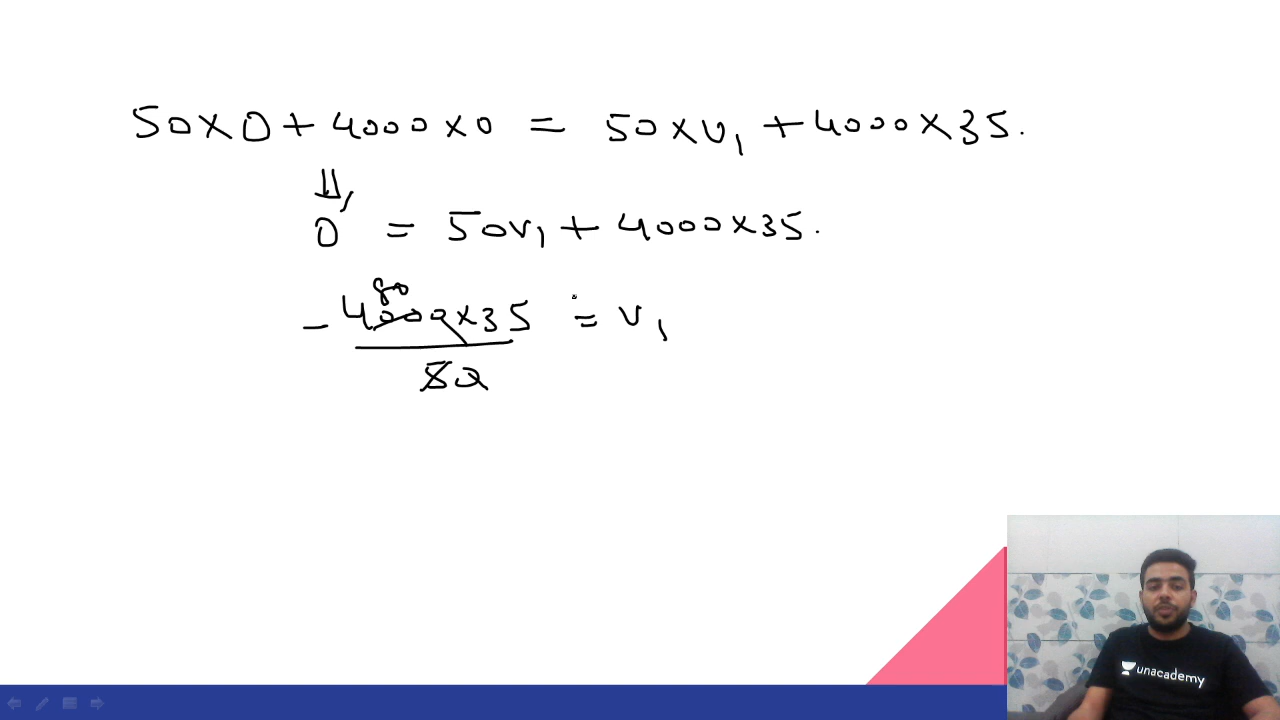 50×0+4000×0 = 50×v₁ +4000×35.
⇓
0 = 50v₁ + 4000×35.
80
- 4000×35 = v₁
50
unacademy